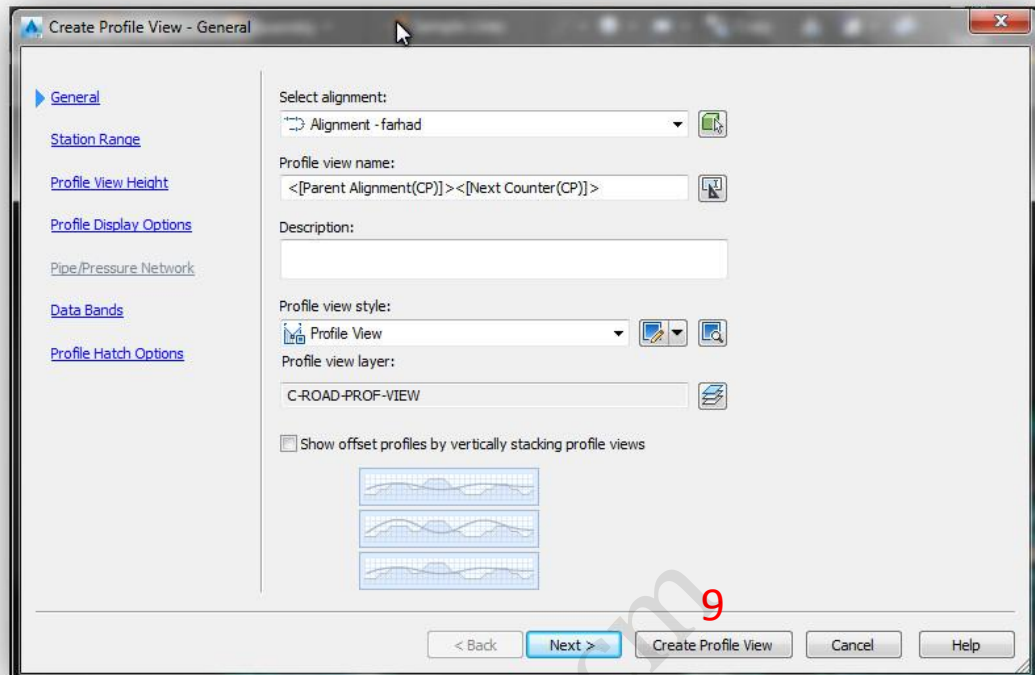 Create Profile View - General
General
Station Range
Profile View Height
Profile Display Options
Pipe/Pressure Network
Data Bands
Profile Hatch Options
Select alignment:
Alignment - farhad
Profile view name:
<[Parent Alignment(CP)]><[Next Counter(CP)]>
Description:
Profile view style:
Profile View
Profile view layer:
C-ROAD-PROF-VIEW
Show offset profiles by vertically stacking profile views
9
< Back Next > Create Profile View Cancel Help